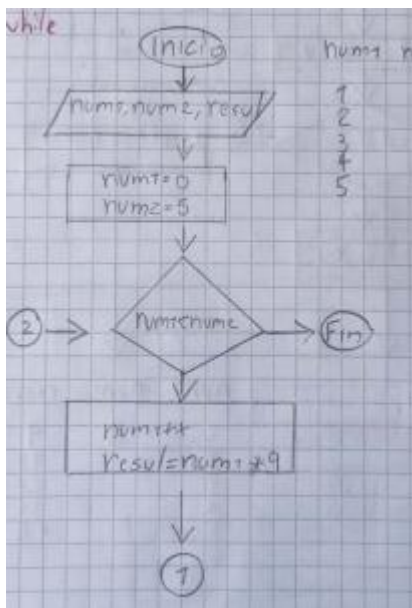 while
inicio
num1 n
num1, num2, resul
1
2
3
4
5
num1=0
num2=5
num1<num2
2
Fin
num1++
resul=num1*9
1